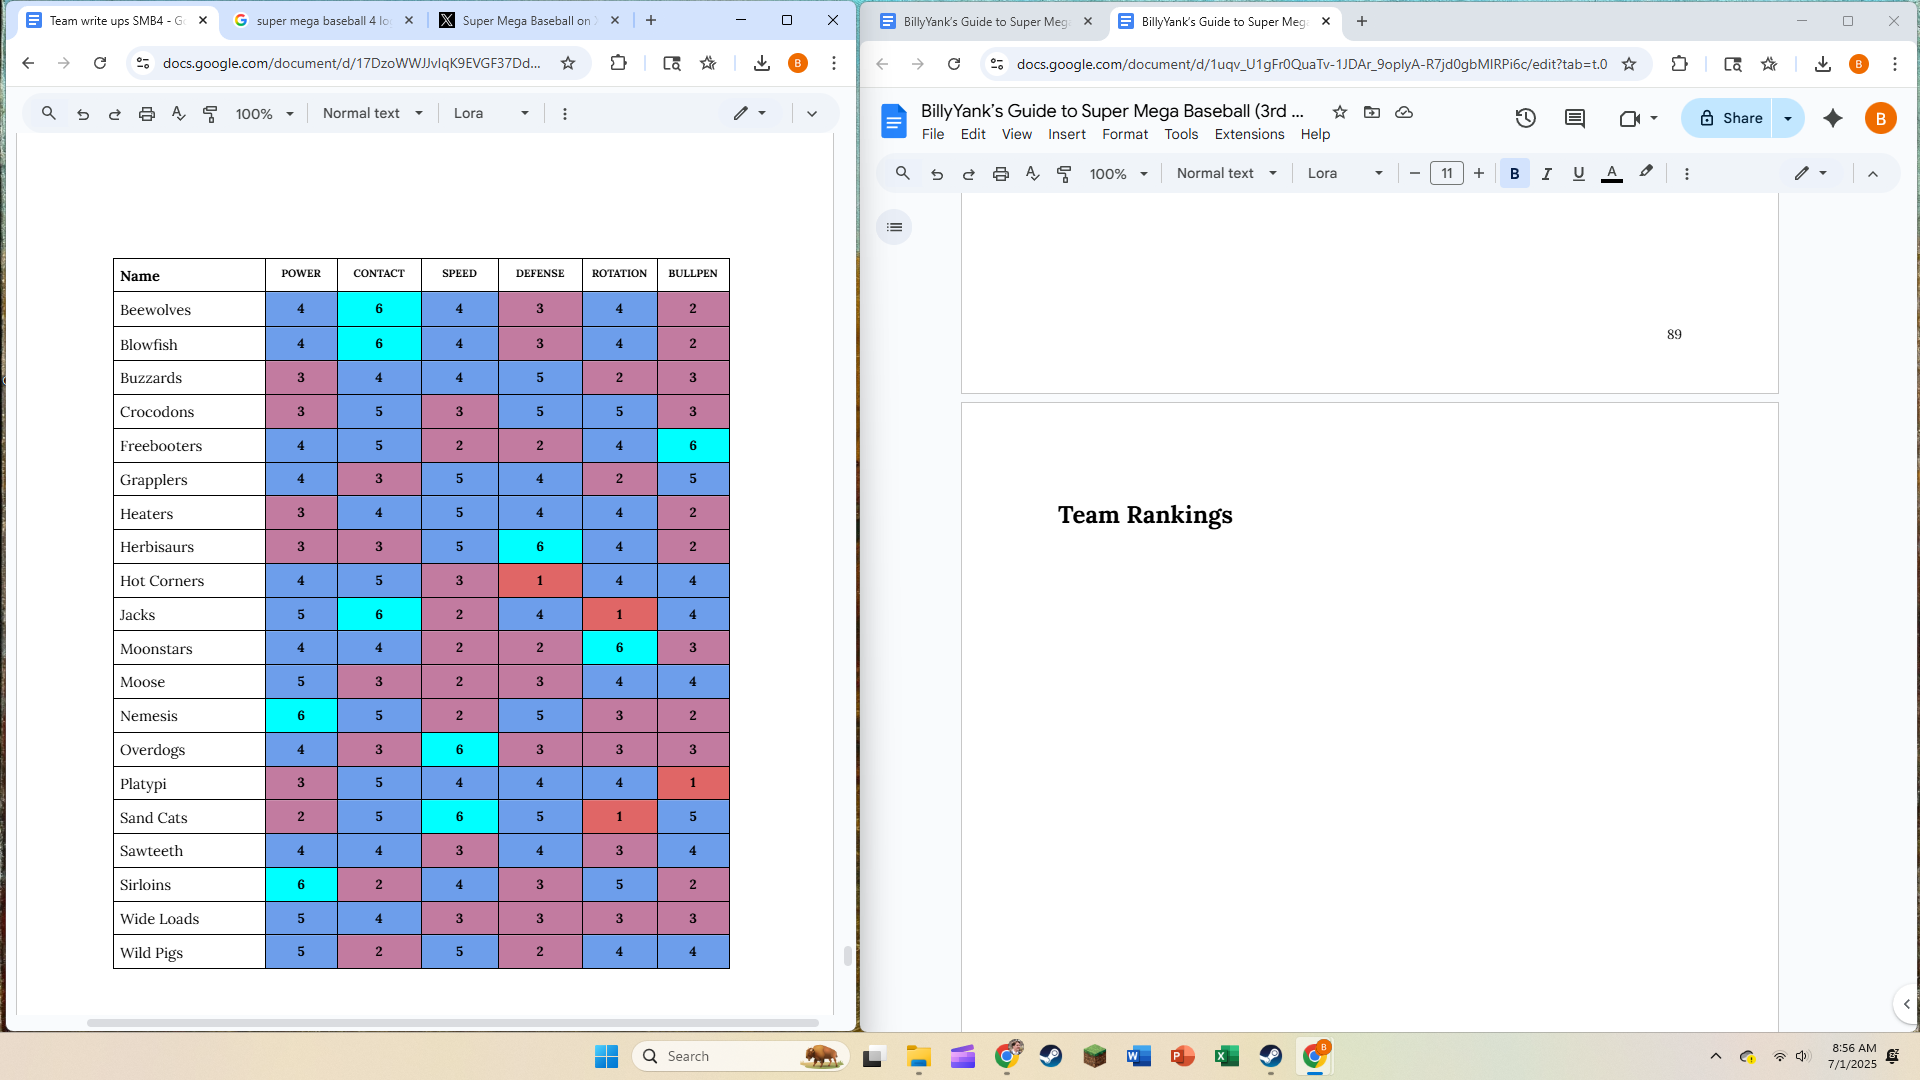 Team write ups SMB4 - G
super mega baseball 4 lo
Super Mega Baseball on
docs.google.com/document/d/17DzoWWJJvIqK9EVGF37Dd...
B
100%
Normal text
Lora
Name POWER CONTACT SPEED DEFENSE ROTATION BULLPEN
Beewolves 4 6 4 3 4 2
Blowfish 4 6 4 3 4 2
Buzzards 3 4 4 5 2 3
Crocodons 3 5 3 5 5 3
Freebooters 4 5 2 2 4 6
Grapplers 4 3 5 4 2 5
Heaters 3 4 5 4 4 2
Herbisaurs 3 3 5 6 4 2
Hot Corners 4 5 3 1 4 4
Jacks 5 6 2 4 1 4
Moonstars 4 4 2 2 6 3
Moose 5 3 2 3 4 4
Nemesis 6 5 2 5 3 2
Overdogs 4 3 6 3 3 3
Platypi 3 5 4 4 4 1
Sand Cats 2 5 6 5 1 5
Sawteeth 4 4 3 4 3 4
Sirloins 6 2 4 3 5 2
Wide Loads 5 4 3 3 3 3
Wild Pigs 5 2 5 2 4 4
BillyYank's Guide to Super Meg
BillyYank's Guide to Super Meg
docs.google.com/document/d/1uqv_U1gFr0QuaTv-1JDAr_9oplyA-R7jd0gbMlRPi6c/edit?tab=t.0
B
BillyYank's Guide to Super Mega Baseball (3rd ...
File Edit View Insert Format Tools Extensions Help
Share
B
100%
Normal text
Lora
11
B I U A
89
Team Rankings
Search
B
8:56 AM
7/1/2025